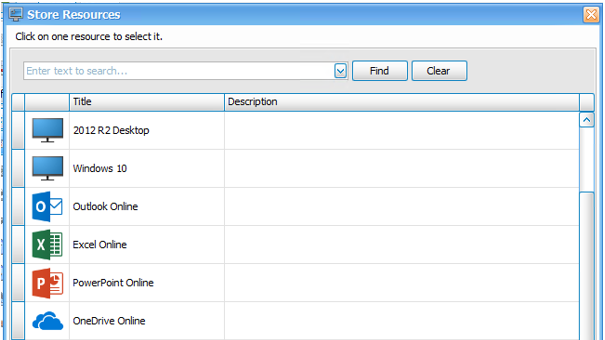 Store Resources
Click on one resource to select it.
Enter text to search...
Find
Clear
Title
Description
2012 R2 Desktop
Windows 10
Outlook Online
Excel Online
PowerPoint Online
OneDrive Online